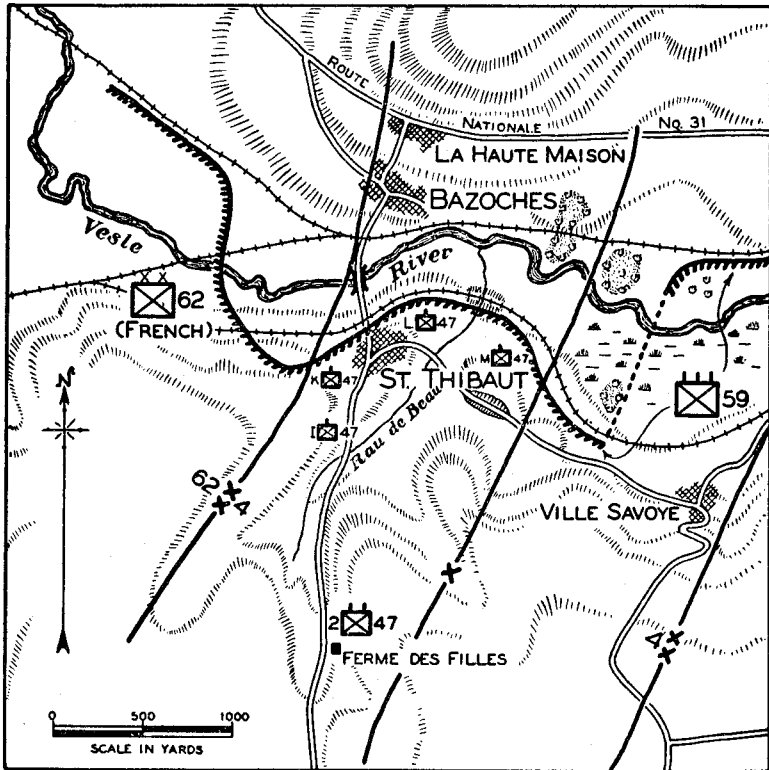 ROUTE
NATIONALE
No. 31
LA HAUTE MAISON
BAZOCHES
Vesle
River
62
(FRENCH)
L 47
K 47
M 47
ST. THIBAUT
I 47
59
Rau de Beau
N
62
4
VILLE SAVOYE
2 47
4
FERME DES FILLES
0 500 1000
SCALE IN YARDS